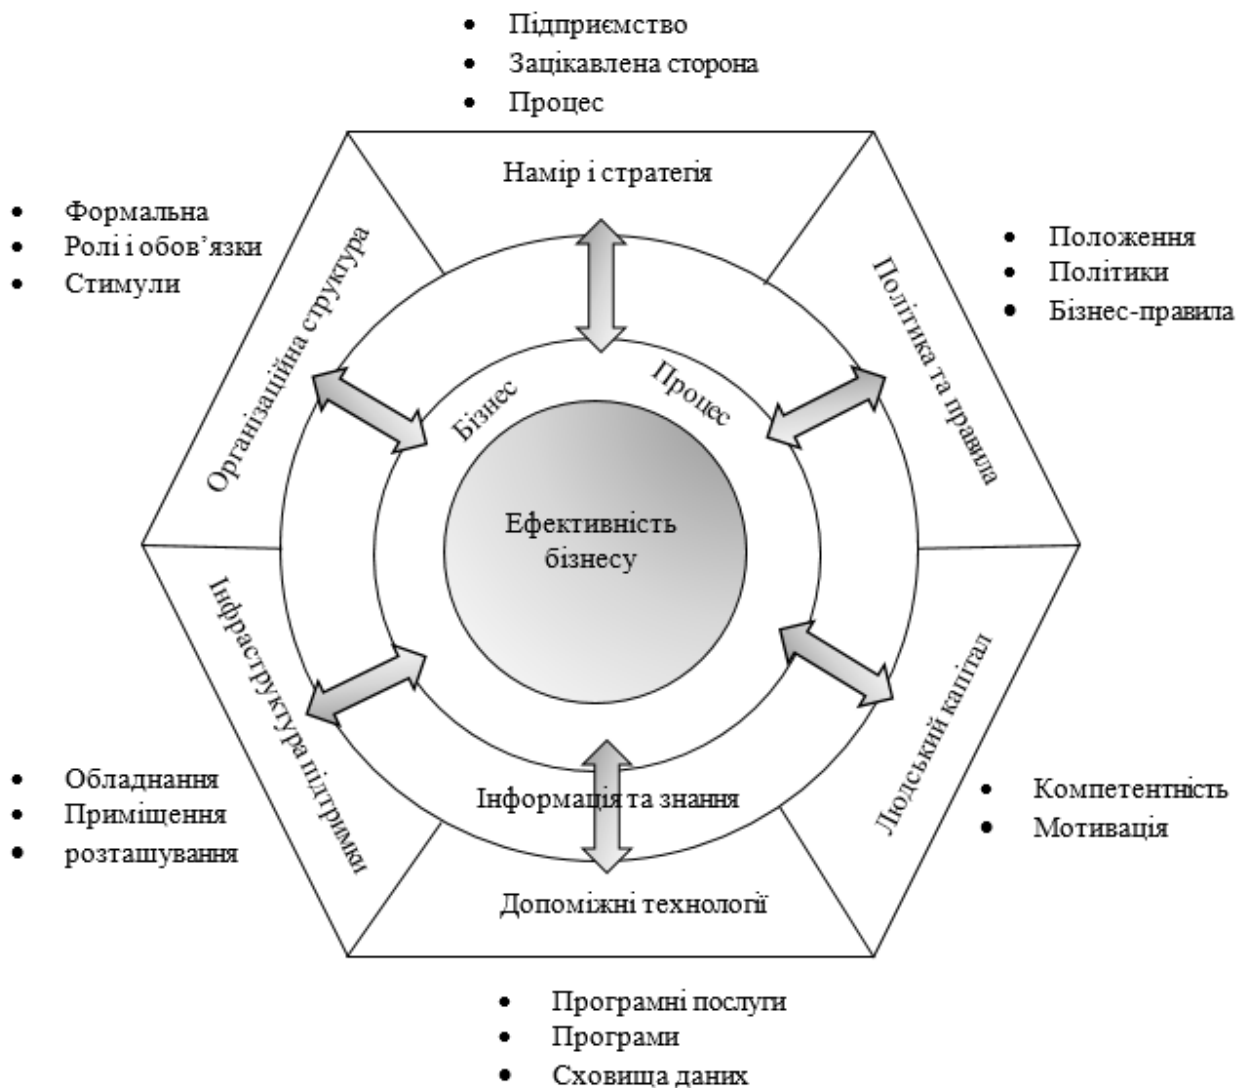 Підприємство
Зацікавлена сторона
Процес
Намір і стратегія
Формальна
Ролі і обов’язки
Стимули
Організаційна структура
Положення
Політики
Бізнес-правила
Політика та правила
Бізнес
Процес
Ефективність
бізнесу
Інфраструктура підтримки
Обладнання
Приміщення
розташування
Людський капітал
Компетентність
Мотивація
Інформація та знання
Допоміжні технології
Програмні послуги
Програми
Сховища даних